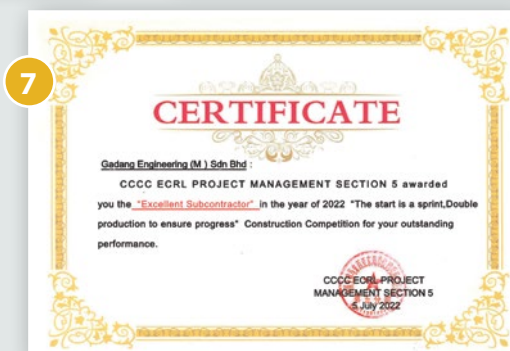 7
CERTIFICATE
Gadang Engineering (M ) Sdn Bhd :
CCCC ECRL PROJECT MANAGEMENT SECTION 5 awarded
you the "Excellent Subcontractor" in the year of 2022 "The start is a sprint,Double
production to ensure progress" Construction Competition for your outstanding
performance.
CCCC ECRL PROJECT
MANAGEMENT SECTION 5
5 July 2022